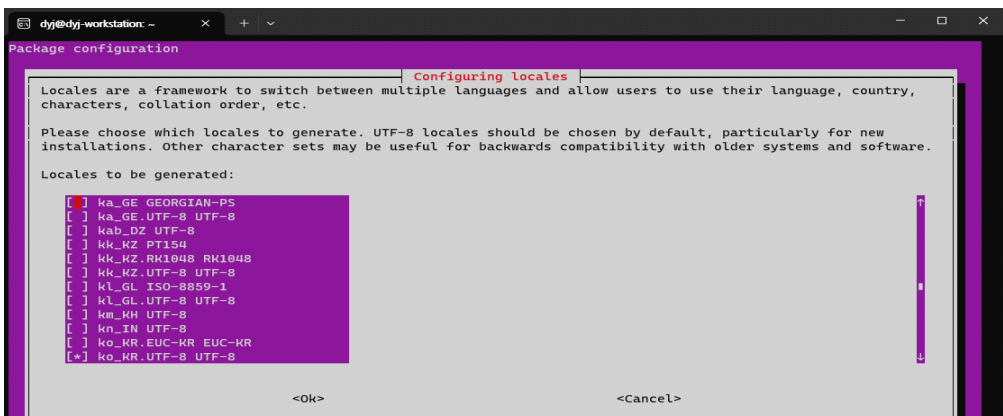 dyj@dyj-workstation: ~
Package configuration
Configuring locales
Locales are a framework to switch between multiple languages and allow users to use their language, country,
characters, collation order, etc.
Please choose which locales to generate. UTF-8 locales should be chosen by default, particularly for new
installations. Other character sets may be useful for backwards compatibility with older systems and software.
Locales to be generated:
[ ] ka_GE GEORGIAN-PS
[ ] ka_GE.UTF-8 UTF-8
[ ] kab_DZ UTF-8
[ ] kk_KZ PT154
[ ] kk_KZ.RK1048 RK1048
[ ] kk_KZ.UTF-8 UTF-8
[ ] kl_GL ISO-8859-1
[ ] kl_GL.UTF-8 UTF-8
[ ] km_KH UTF-8
[ ] kn_IN UTF-8
[ ] ko_KR.EUC-KR EUC-KR
[*] ko_KR.UTF-8 UTF-8
<Ok> <Cancel>